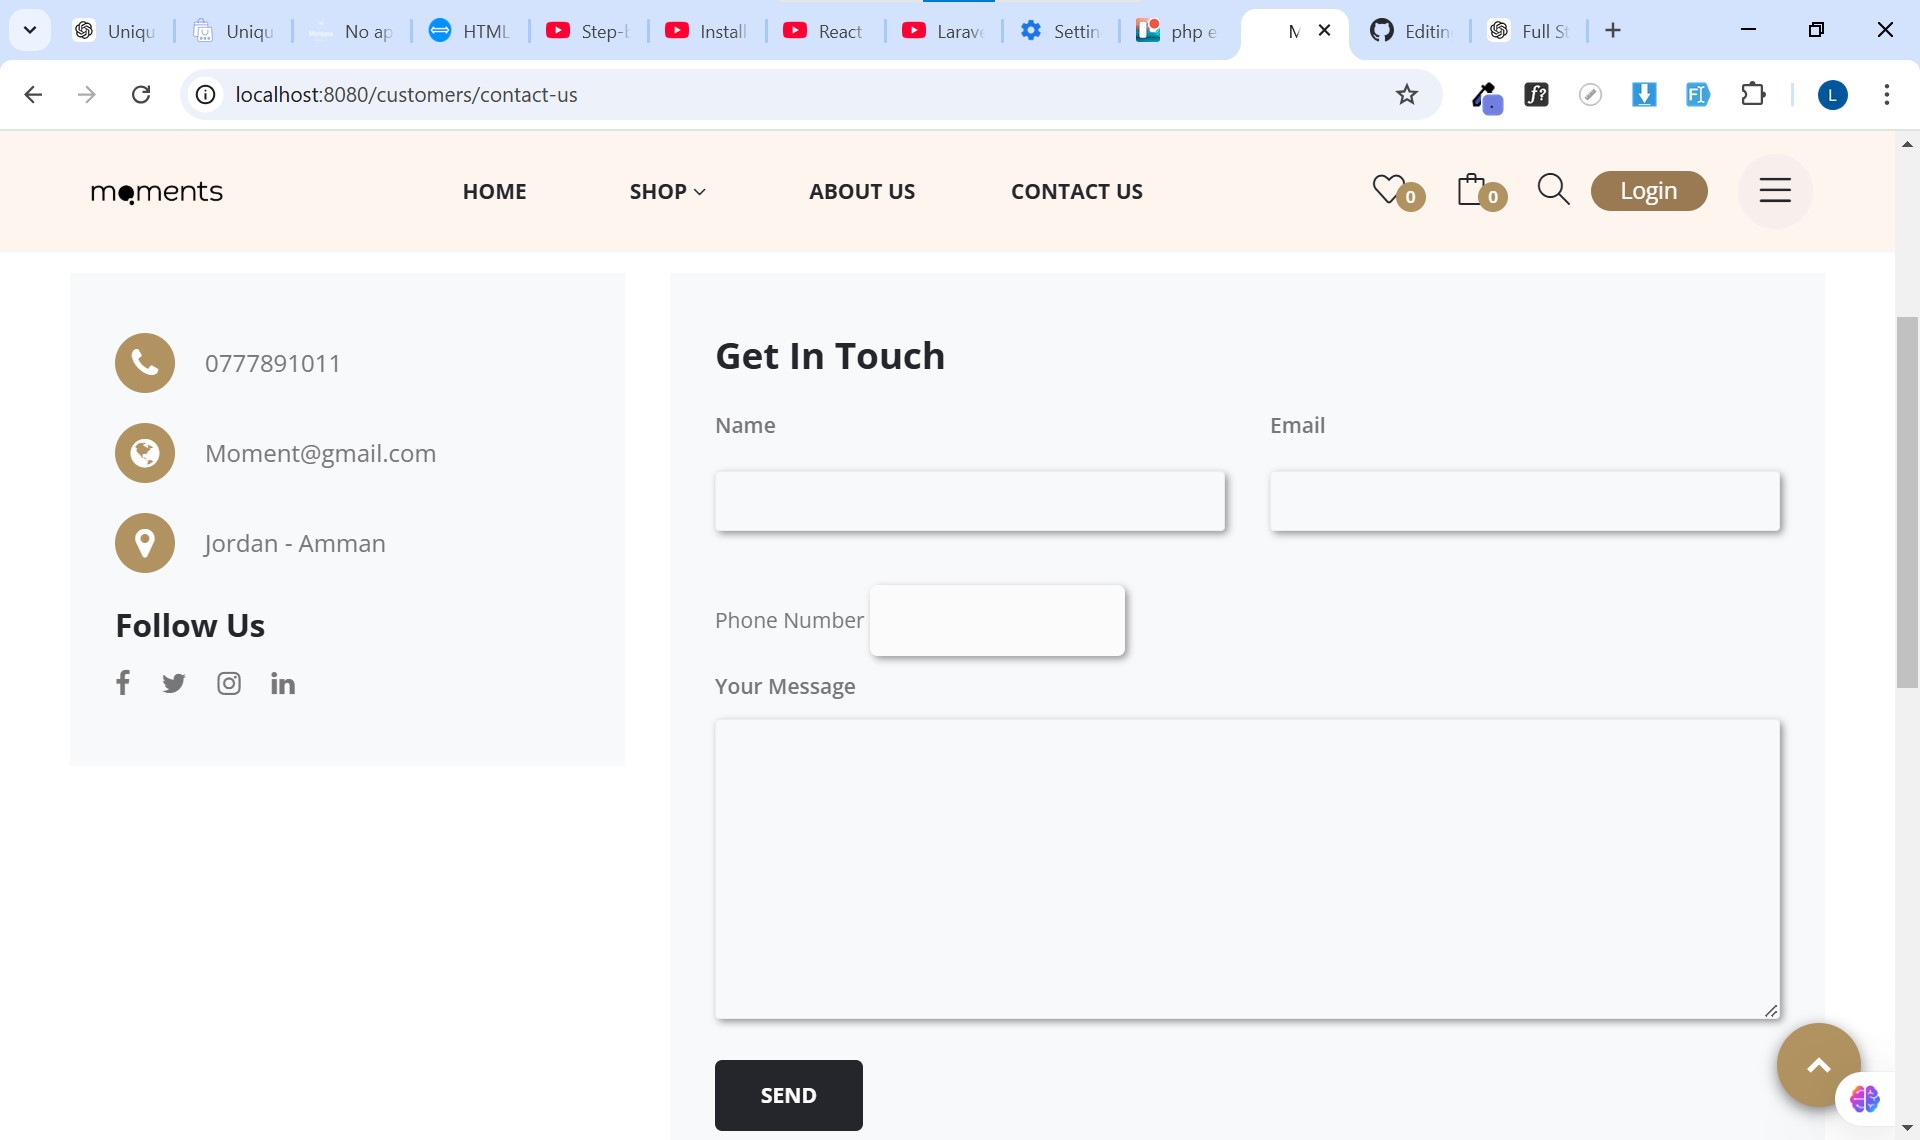 Uniqu
Uniqu
No ap
HTML
Step-b
Install
React
Larave
Settin
php e
M
Editin
Full St
localhost:8080/customers/contact-us
f?
FI
L
moments
HOME
SHOP
ABOUT US
CONTACT US
0
0
Login
0777891011
Moment@gmail.com
Jordan - Amman
Follow Us
Get In Touch
Name
Email
Phone Number
Your Message
SEND